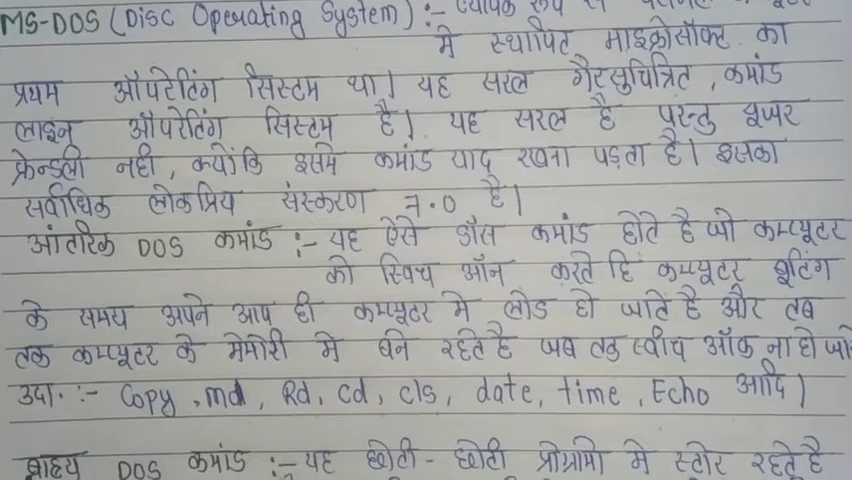 MS-DOS (Disc Operating System) :- व्यापक रूप से
मे स्थापित माइक्रोसॉफ्ट का
प्रथम ऑपरेटिंग सिस्टम था। यह सरल गैरसुचित्रित, कमांड
लाइन ऑपरेटिंग सिस्टम है। यह सरल है परन्तु यूजर
फ्रेन्डली नही, क्योंकि इसमे कमांड याद रखना पड़ता है। इसका
सर्वाधिक लोकप्रिय संस्करण 7.0 है।
आंतरिक DOS कमांड :- यह ऐसे डॉस कमांड होते है जो कम्प्यूटर
को स्विच ऑन करते हि कम्प्यूटर बूटिंग
के समय अपने आप ही कम्प्यूटर मे लोड हो जाते है और तब
तक कम्प्यूटर के मेमोरी मे बने रहते है जब तक स्वीच ऑफ ना हो जाये
उदा. :- Copy, md, Rd, cd, cls, date, time, Echo आदि।
बाहय DOS कमांड :- यह छोटी-छोटी प्रोग्रामो मे स्टोर रहते है